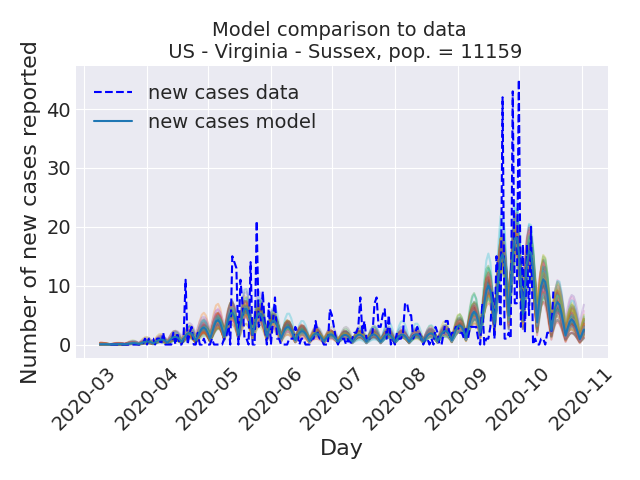 Model comparison to data
US - Virginia - Sussex, pop. = 11159
Number of new cases reported
new cases data
new cases model
40
30
20
10
0
2020-03
2020-04
2020-05
2020-06
2020-07
2020-08
2020-09
2020-10
2020-11
Day